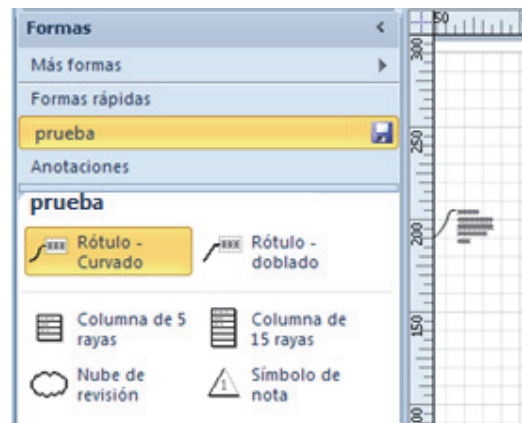 Formas
Más formas
Formas rápidas
prueba
Anotaciones
prueba
Rótulo -
Curvado
Rótulo -
doblado
Columna de 5
rayas
Columna de
15 rayas
Nube de
revisión
Símbolo de
nota
1
50
300
250
200
150